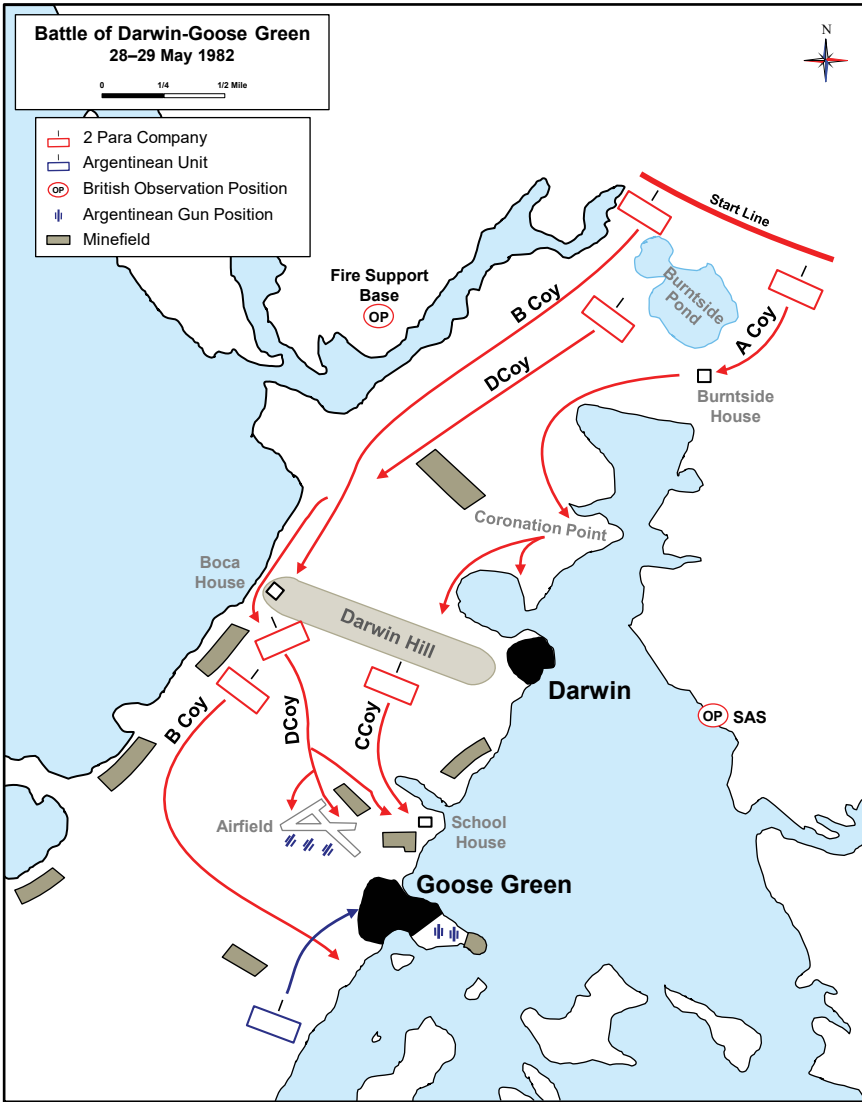 Battle of Darwin-Goose Green
28–29 May 1982
0 1/4 1/2 Mile
N
2 Para Company
Argentinean Unit
OP British Observation Position
Argentinean Gun Position
Minefield
Start Line
Fire Support
Base
OP
B Coy
Burntside
Pond
A Coy
DCoy
Burntside
House
Coronation Point
Boca
House
Darwin Hill
Darwin
OP SAS
B Coy
DCoy
CCoy
Airfield
School
House
Goose Green